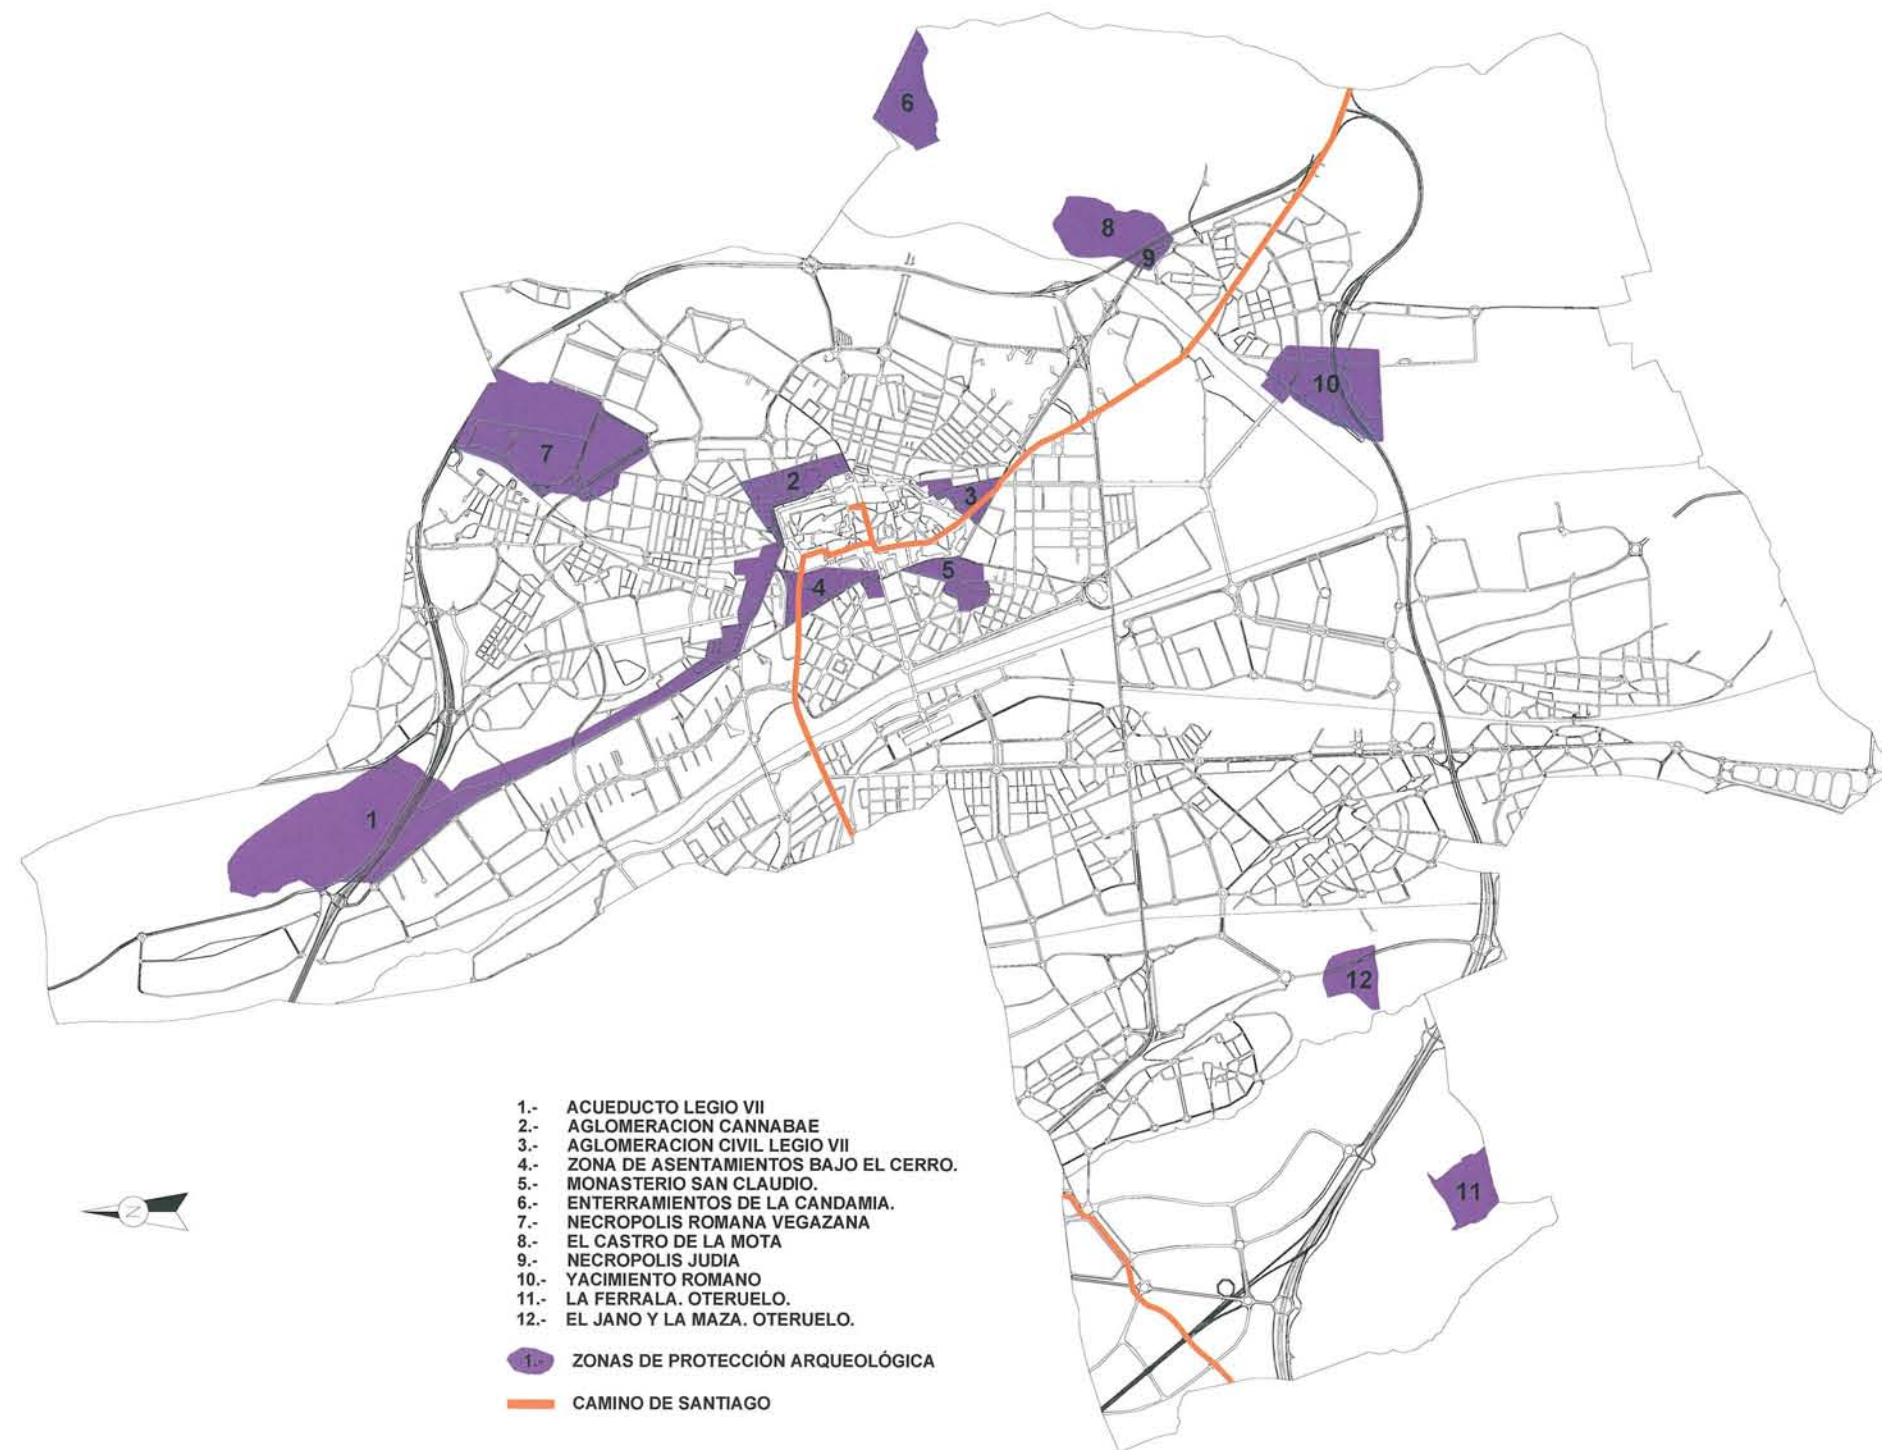 6
8
9
10
7
2
3
5
4
1
12
11
N
1.- ACUEDUCTO LEGIO VII
2.- AGLOMERACION CANNABAE
3.- AGLOMERACION CIVIL LEGIO VII
4.- ZONA DE ASENTAMIENTOS BAJO EL CERRO.
5.- MONASTERIO SAN CLAUDIO.
6.- ENTERRAMIENTOS DE LA CANDAMIA.
7.- NECROPOLIS ROMANA VEGAZANA
8.- EL CASTRO DE LA MOTA
9.- NECROPOLIS JUDIA
10.- YACIMIENTO ROMANO
11.- LA FERRALA. OTERUELO.
12.- EL JANO Y LA MAZA. OTERUELO.
1.- ZONAS DE PROTECCIÓN ARQUEOLÓGICA
CAMINO DE SANTIAGO